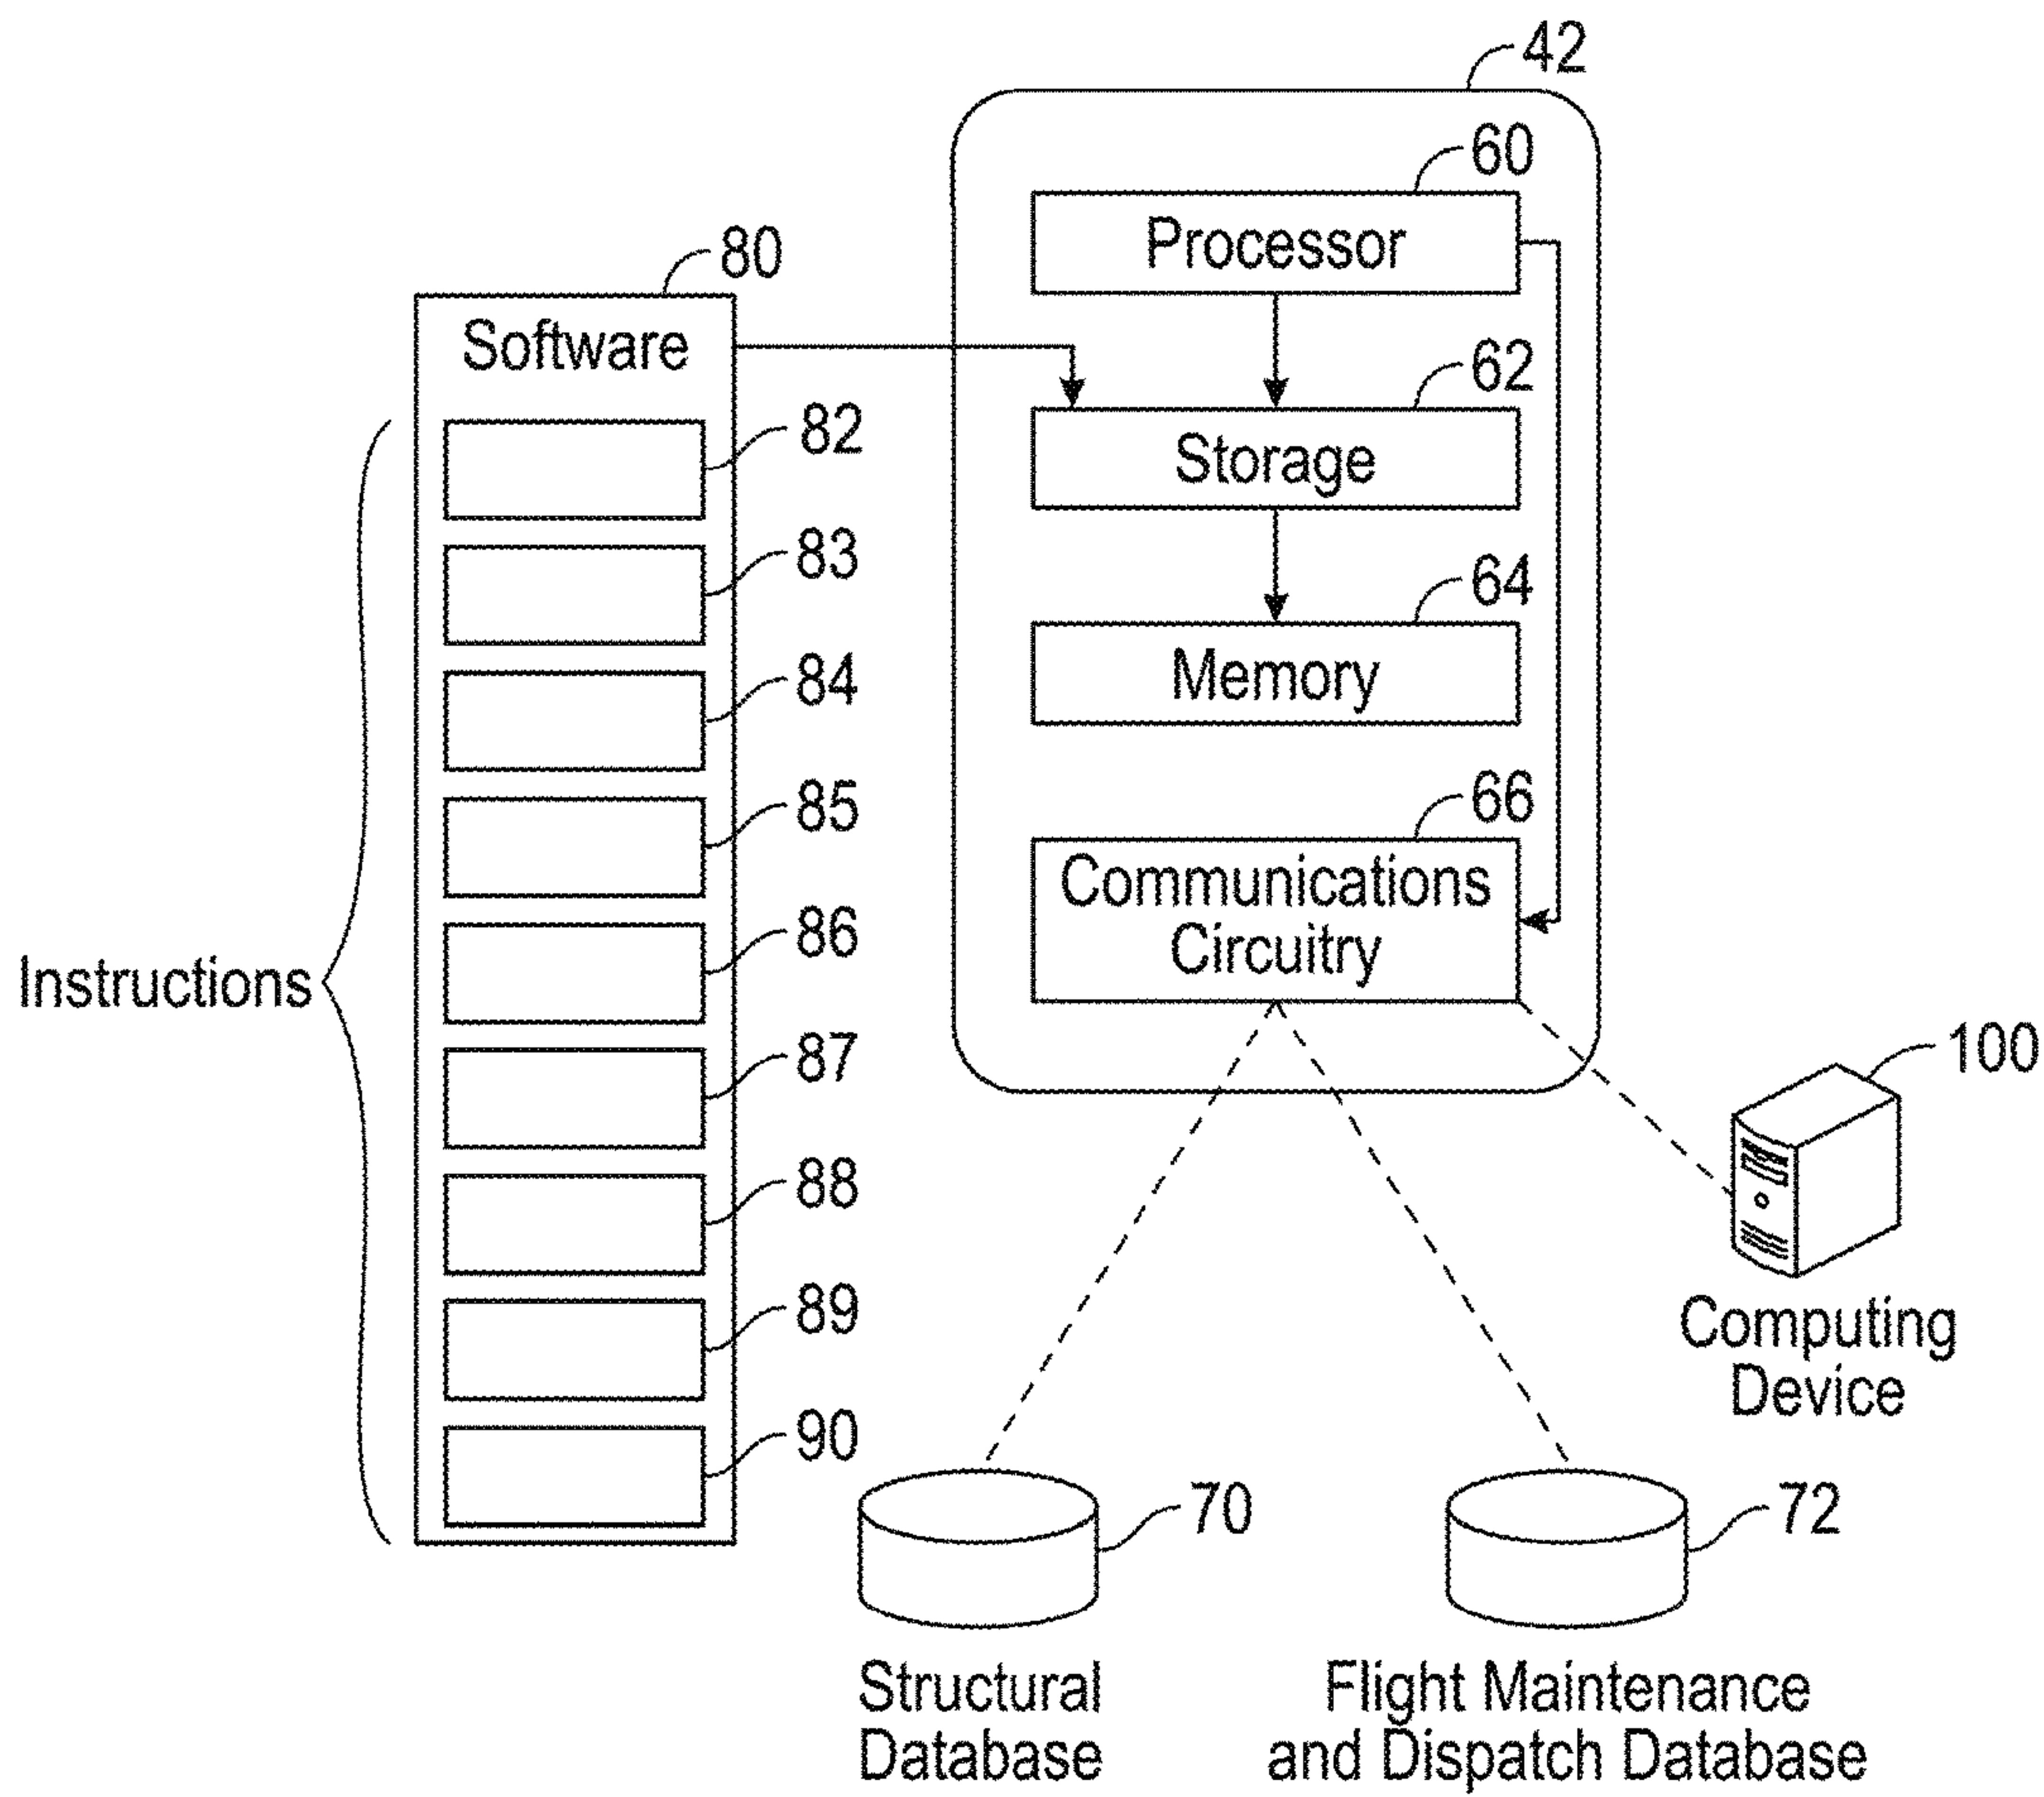 42
60
Processor
80
Software
62
Storage
82
83
64
Memory
84
85
66
Communications
Circuitry
86
Instructions
87
100
88
89
Computing
Device
90
70
72
Structural
Database
Flight Maintenance
and Dispatch Database